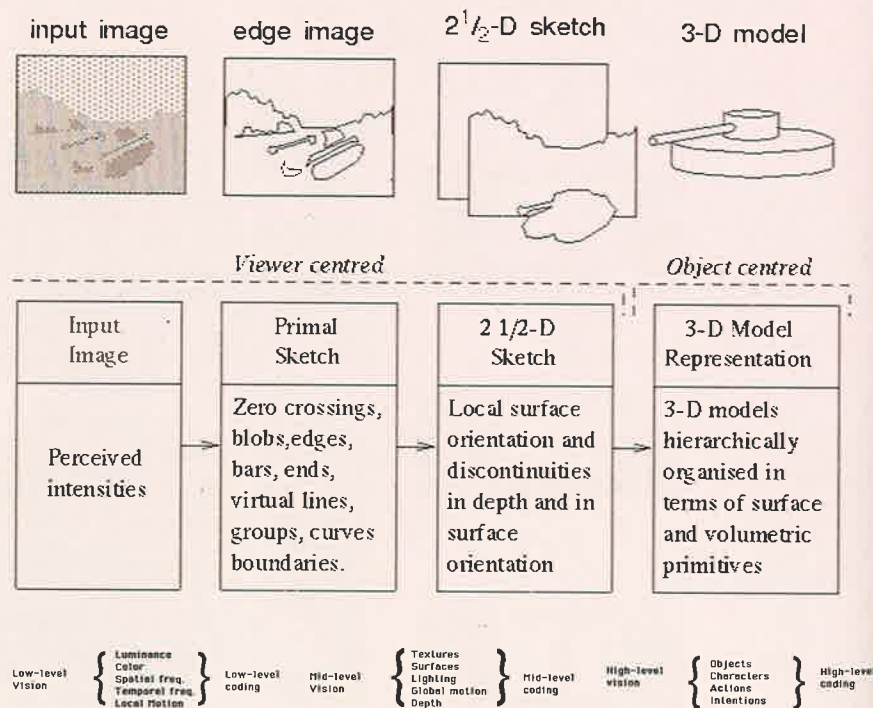 input image
edge image
2 1/2-D sketch
3-D model
Viewer centred
Object centred
Input
Image
Perceived
intensities
Primal
Sketch
Zero crossings,
blobs,edges,
bars, ends,
virtual lines,
groups, curves
boundaries.
2 1/2-D
Sketch
Local surface
orientation and
discontinuities
in depth and in
surface
orientation
3-D Model
Representation
3-D models
hierarchically
organised in
terms of surface
and volumetric
primitives
Low-level
Vision
Luminance
Color
Spatial freq.
Temporal freq.
Local Motion
Low-level
coding
Mid-level
Vision
Textures
Surfaces
Lighting
Global motion
Depth
Mid-level
coding
High-level
vision
Objects
Characters
Actions
Intentions
High-level
coding